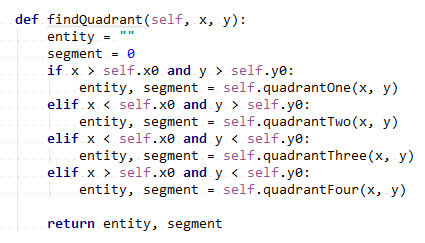 def findQuadrant(self, x, y):
    entity = ""
    segment = 0
    if x > self.x0 and y > self.y0:
        entity, segment = self.quadrantOne(x, y)
    elif x < self.x0 and y > self.y0:
        entity, segment = self.quadrantTwo(x, y)
    elif x < self.x0 and y < self.y0:
        entity, segment = self.quadrantThree(x, y)
    elif x > self.x0 and y < self.y0:
        entity, segment = self.quadrantFour(x, y)

    return entity, segment